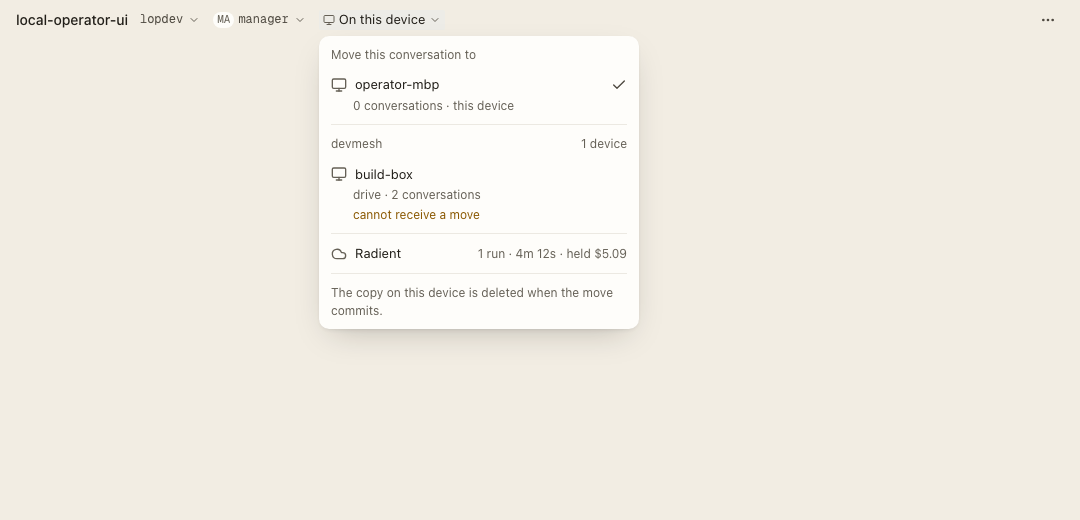 local-operator-ui lopdev MA manager On this device
Move this conversation to
operator-mbp
0 conversations · this device
devmesh 1 device
build-box
drive · 2 conversations
cannot receive a move
Radient 1 run · 4m 12s · held $5.09
The copy on this device is deleted when the move
commits.